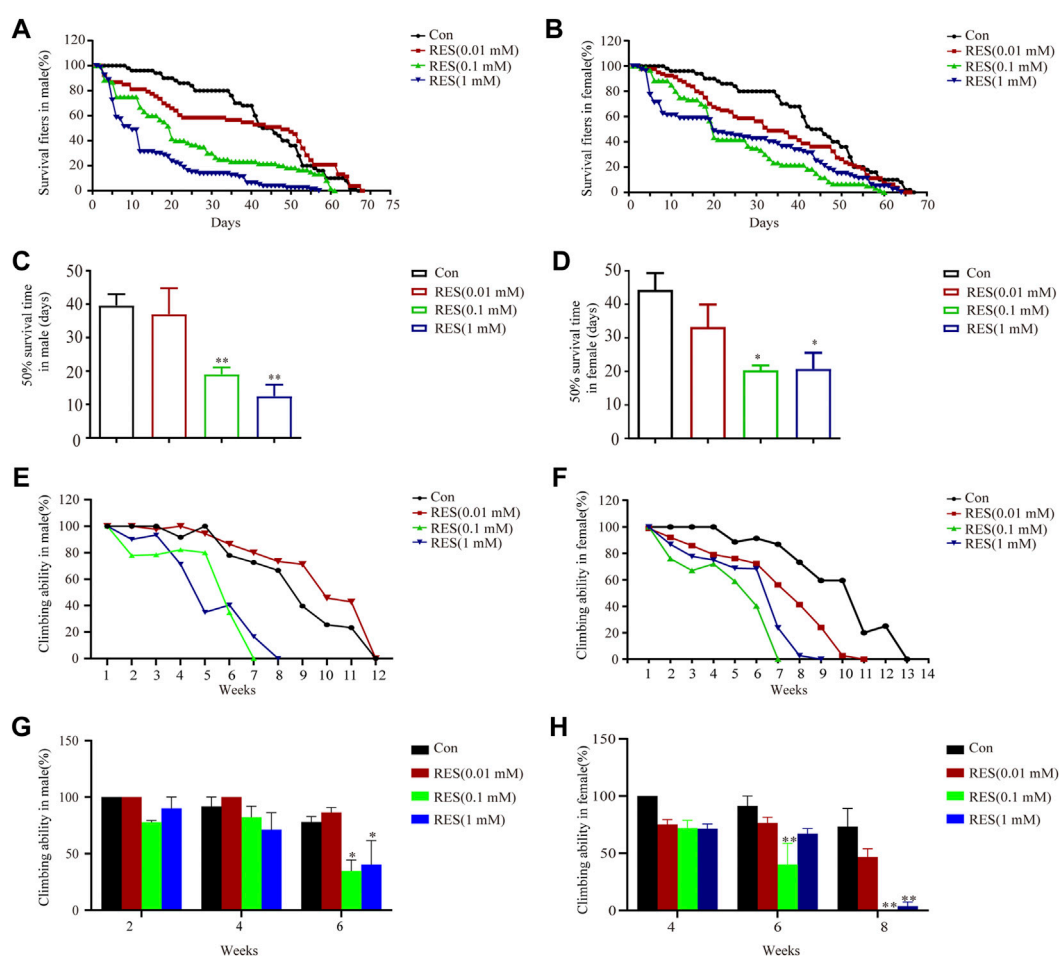 A
Survival fiters in male(%)
120
100
80
60
40
20
0
0 10 20 30 40 50 60 70 75
Days
Con
RES(0.01 mM)
RES(0.1 mM)
RES(1 mM)
B
Survival fiters in female(%)
120
100
80
60
40
20
0
0 10 20 30 40 50 60 70
Days
Con
RES(0.01 mM)
RES(0.1 mM)
RES(1 mM)
C
50% survival time
in male (days)
50
40
30
20
10
0
** **
Con
RES(0.01 mM)
RES(0.1 mM)
RES(1 mM)
D
50% survival time
in female (days)
50
40
30
20
10
0
* *
Con
RES(0.01 mM)
RES(0.1 mM)
RES(1 mM)
E
Climbing ability in male(%)
120
100
80
60
40
20
0
1 2 3 4 5 6 7 8 9 10 11 12
Weeks
Con
RES(0.01 mM)
RES(0.1 mM)
RES(1 mM)
F
Climbing ability in female(%)
120
100
80
60
40
20
0
1 2 3 4 5 6 7 8 9 10 11 12 13 14
Weeks
Con
RES(0.01 mM)
RES(0.1 mM)
RES(1 mM)
G
Climbing ability in male(%)
150
100
50
0
* *
2 4 6
Weeks
Con
RES(0.01 mM)
RES(0.1 mM)
RES(1 mM)
H
Climbing ability in female(%)
150
100
50
0
**
** **
4 6 8
Weeks
Con
RES(0.01 mM)
RES(0.1 mM)
RES(1 mM)